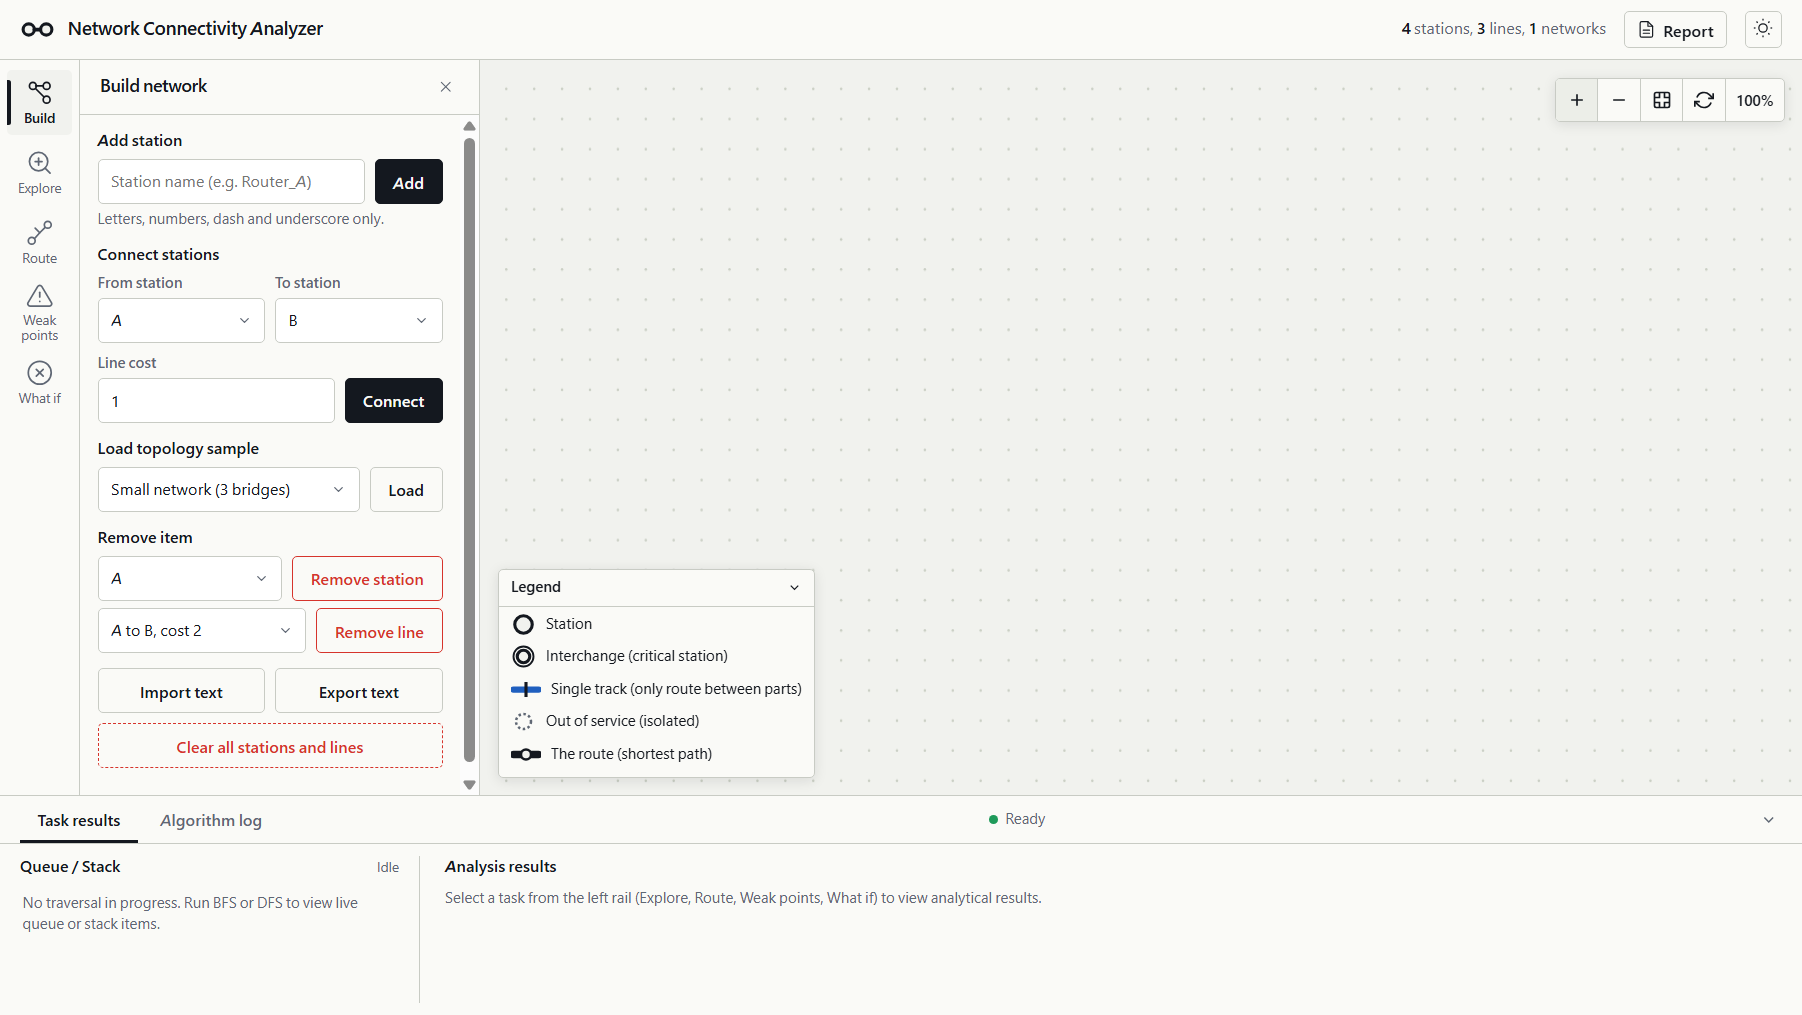 Network Connectivity Analyzer
4 stations, 3 lines, 1 networks
Report
Build
Explore
Route
Weak
points
What if
Build network
Add station
Station name (e.g. Router_A)
Add
Letters, numbers, dash and underscore only.
Connect stations
From station
To station
A
B
Line cost
1
Connect
Load topology sample
Small network (3 bridges)
Load
Remove item
A
Remove station
A to B, cost 2
Remove line
Import text
Export text
Clear all stations and lines
100%
Legend
Station
Interchange (critical station)
Single track (only route between parts)
Out of service (isolated)
The route (shortest path)
Task results
Algorithm log
Ready
Queue / Stack
Idle
No traversal in progress. Run BFS or DFS to view live
queue or stack items.
Analysis results
Select a task from the left rail (Explore, Route, Weak points, What if) to view analytical results.